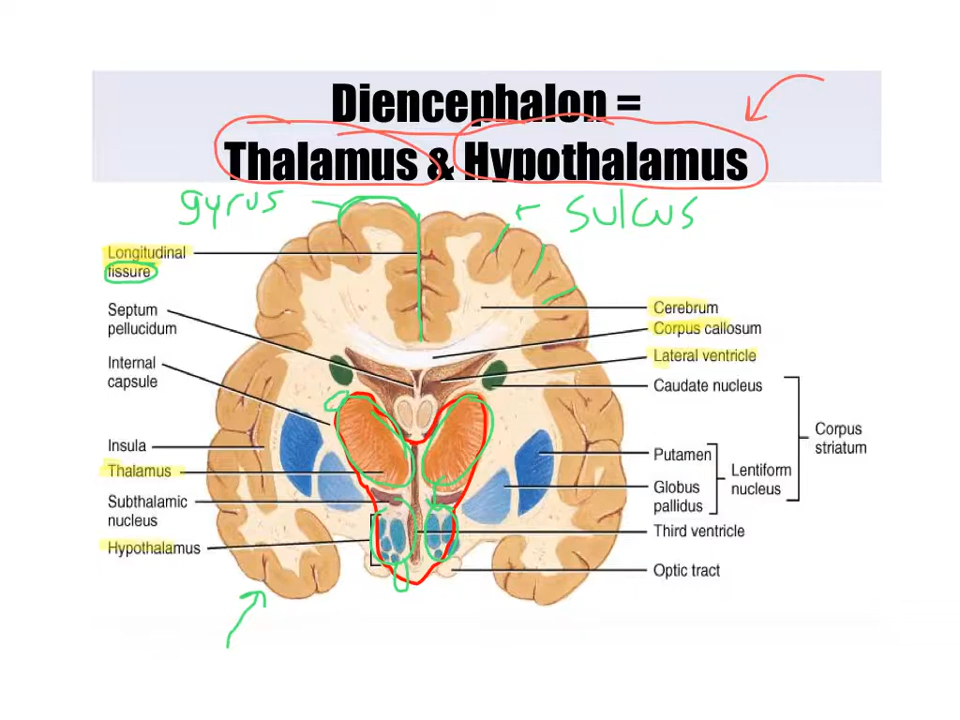 Diencephalon =
Thalamus & Hypothalamus
gyrus
sulcus
Longitudinal
fissure
Septum
pellucidum
Internal
capsule
Insula
Thalamus
Subthalamic
nucleus
Hypothalamus
Cerebrum
Corpus callosum
Lateral ventricle
Caudate nucleus
Putamen
Globus
pallidus
Lentiform
nucleus
Corpus
striatum
Third ventricle
Optic tract